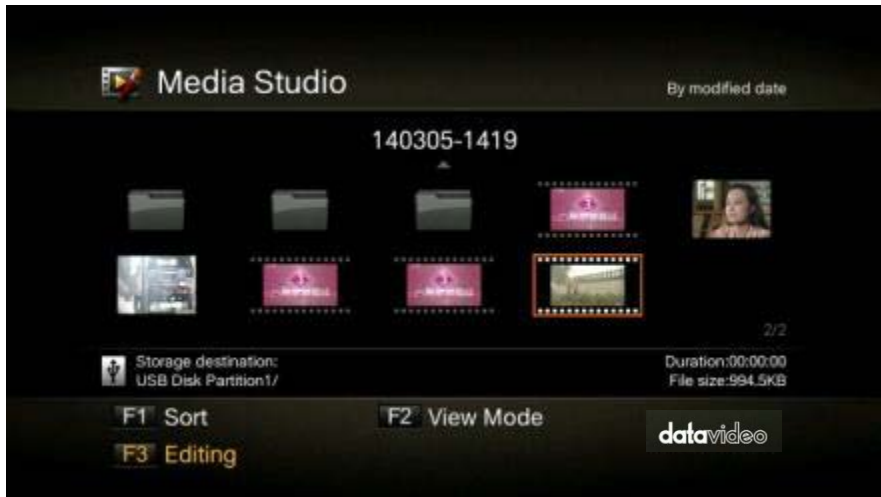 Media Studio
By modified date
140305-1419
2/2
Storage destination:
USB Disk Partition1/
Duration:00:00:00
File size:994.5KB
F1 Sort
F2 View Mode
F3 Editing
datavideo